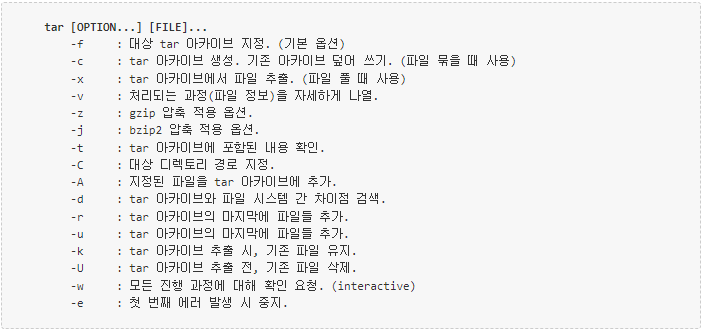 tar [OPTION...] [FILE]...
-f : 대상 tar 아카이브 지정. (기본 옵션)
-c : tar 아카이브 생성. 기존 아카이브 덮어 쓰기. (파일 묶을 때 사용)
-x : tar 아카이브에서 파일 추출. (파일 풀 때 사용)
-v : 처리되는 과정(파일 정보)을 자세하게 나열.
-z : gzip 압축 적용 옵션.
-j : bzip2 압축 적용 옵션.
-t : tar 아카이브에 포함된 내용 확인.
-C : 대상 디렉토리 경로 지정.
-A : 지정된 파일을 tar 아카이브에 추가.
-d : tar 아카이브와 파일 시스템 간 차이점 검색.
-r : tar 아카이브의 마지막에 파일들 추가.
-u : tar 아카이브의 마지막에 파일들 추가.
-k : tar 아카이브 추출 시, 기존 파일 유지.
-U : tar 아카이브 추출 전, 기존 파일 삭제.
-w : 모든 진행 과정에 대해 확인 요청. (interactive)
-e : 첫 번째 에러 발생 시 중지.